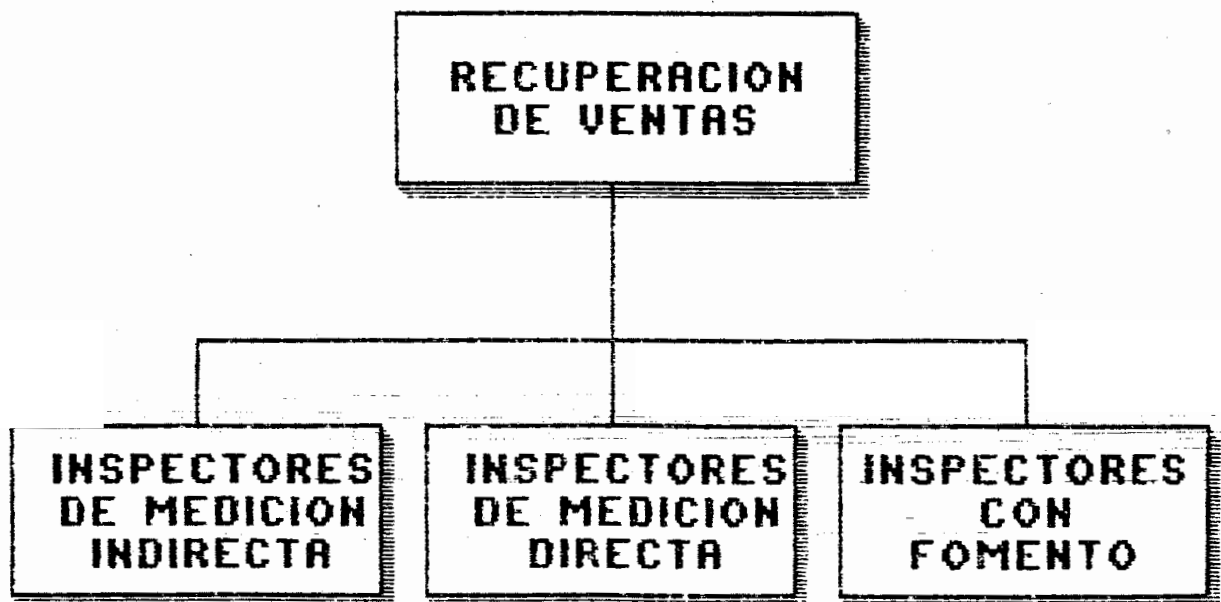 RECUPERACION
DE VENTAS
INSPECTORES
DE MEDICION
INDIRECTA
INSPECTORES
DE MEDICION
DIRECTA
INSPECTORES
CON
FOMENTO